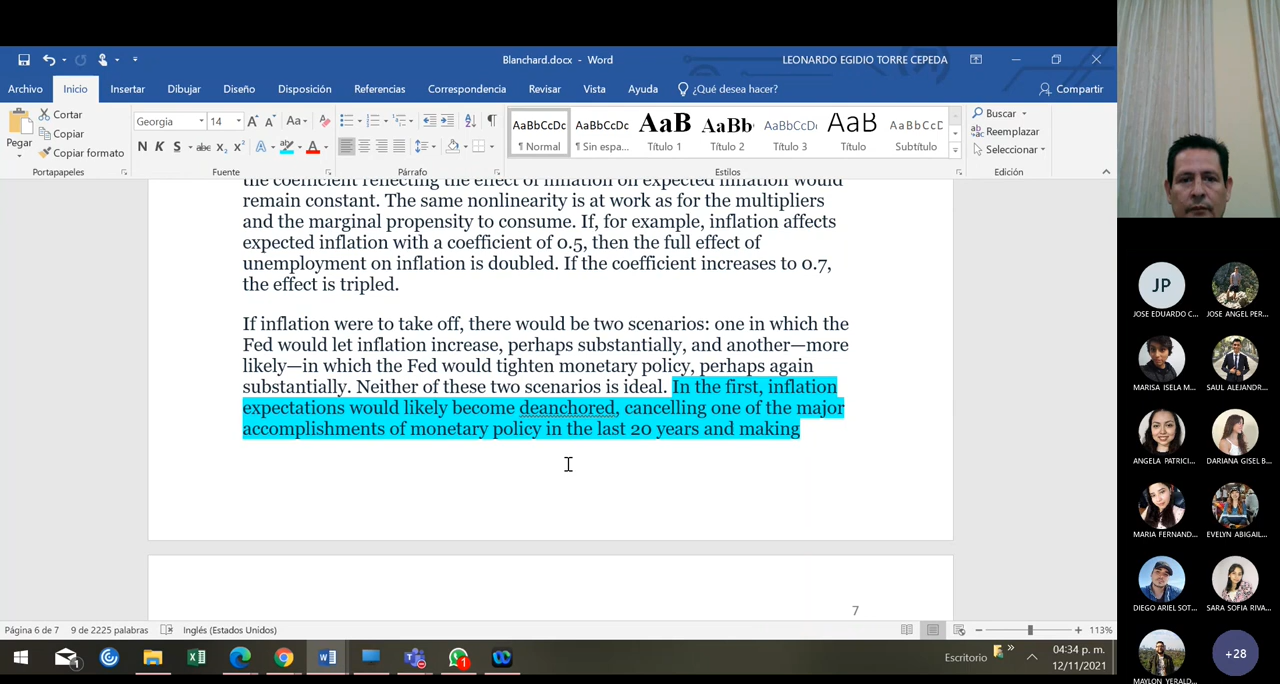 Blanchard.docx - Word
LEONARDO EGIDIO TORRE CEPEDA
Archivo Inicio Insertar Dibujar Diseño Disposición Referencias Correspondencia Revisar Vista Ayuda ¿Qué desea hacer? Compartir
Pegar
Cortar
Copiar
Copiar formato
Portapapeles
Georgia 14
Fuente
Párrafo
AaBbCcDc AaBbCcDc AaB AaBb AaBbCcDc AaB AaBbCcD
¶ Normal ¶ Sin espa... Título 1 Título 2 Título 3 Título Subtítulo
Estilos
Buscar
Reemplazar
Seleccionar
Edición
the coefficient reflecting the effect of inflation on expected inflation would
remain constant. The same nonlinearity is at work as for the multipliers
and the marginal propensity to consume. If, for example, inflation affects
expected inflation with a coefficient of 0.5, then the full effect of
unemployment on inflation is doubled. If the coefficient increases to 0.7,
the effect is tripled.
If inflation were to take off, there would be two scenarios: one in which the
Fed would let inflation increase, perhaps substantially, and another—more
likely—in which the Fed would tighten monetary policy, perhaps again
substantially. Neither of these two scenarios is ideal. In the first, inflation
expectations would likely become deanchored, cancelling one of the major
accomplishments of monetary policy in the last 20 years and making
7
Página 6 de 7 9 de 2225 palabras Inglés (Estados Unidos) 113%
Escritorio
04:34 p. m.
12/11/2021
JP
JOSE EDUARDO C... JOSE ANGEL PER...
MARISA ISELA M... SAUL ALEJANDR...
ANGELA PATRICI... DARIANA GISEL B...
MARIA FERNAND... EVELYN ABIGAIL...
DIEGO ARIEL SOT... SARA SOFIA RIVA...
+28
MAYLON YERALD...